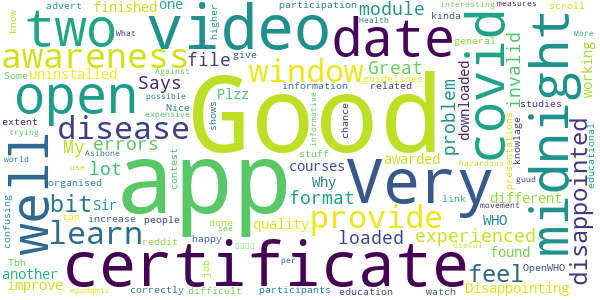 advert finished one participation What
know two video date kinda Health
awareness file module higher measures
Some uninstalled window Great give More
general scroll
open Says Plzz covid invalid midnight working
guidelines Against
My errors Good problem downloaded
extent possible shows information related
disease Nice informative chance studies
trying expensive presentations knowlage
world lot app Very educational
Asibone contest stuff hazardous
well use courses awarded interesting
bit Sir Why format link different organised guud
learn provide WHO movement
confusing increase people loaded experienced disappointed
tap done quality found
another reddit certificate feel Useful
improve happy see OpenWHO
Tbh job participants Disappointing
epidamic correctly difficult per education watch